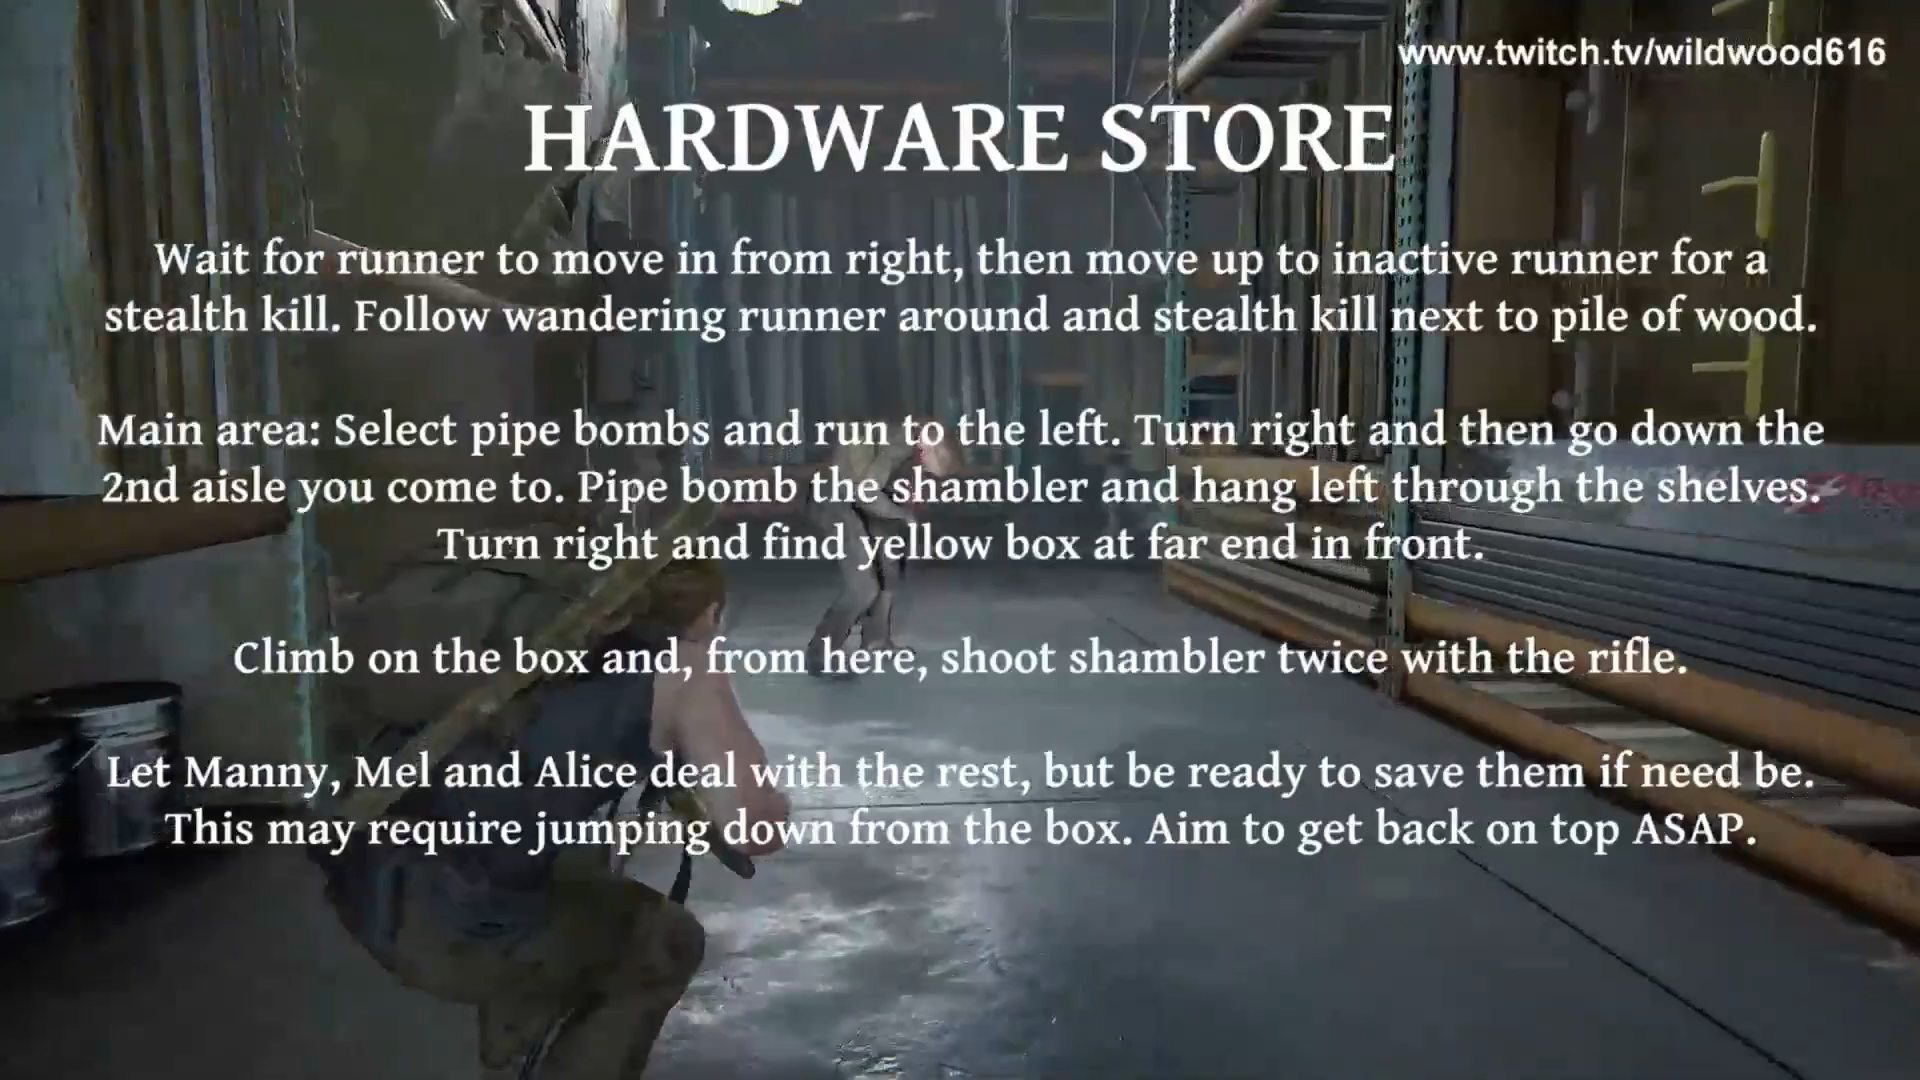 www.twitch.tv/wildwood616
HARDWARE STORE
Wait for runner to move in from right, then move up to inactive runner for a
stealth kill. Follow wandering runner around and stealth kill next to pile of wood.
Main area: Select pipe bombs and run to the left. Turn right and then go down the
2nd aisle you come to. Pipe bomb the shambler and hang left through the shelves.
Turn right and find yellow box at far end in front.
Climb on the box and, from here, shoot shambler twice with the rifle.
Let Manny, Mel and Alice deal with the rest, but be ready to save them if need be.
This may require jumping down from the box. Aim to get back on top ASAP.